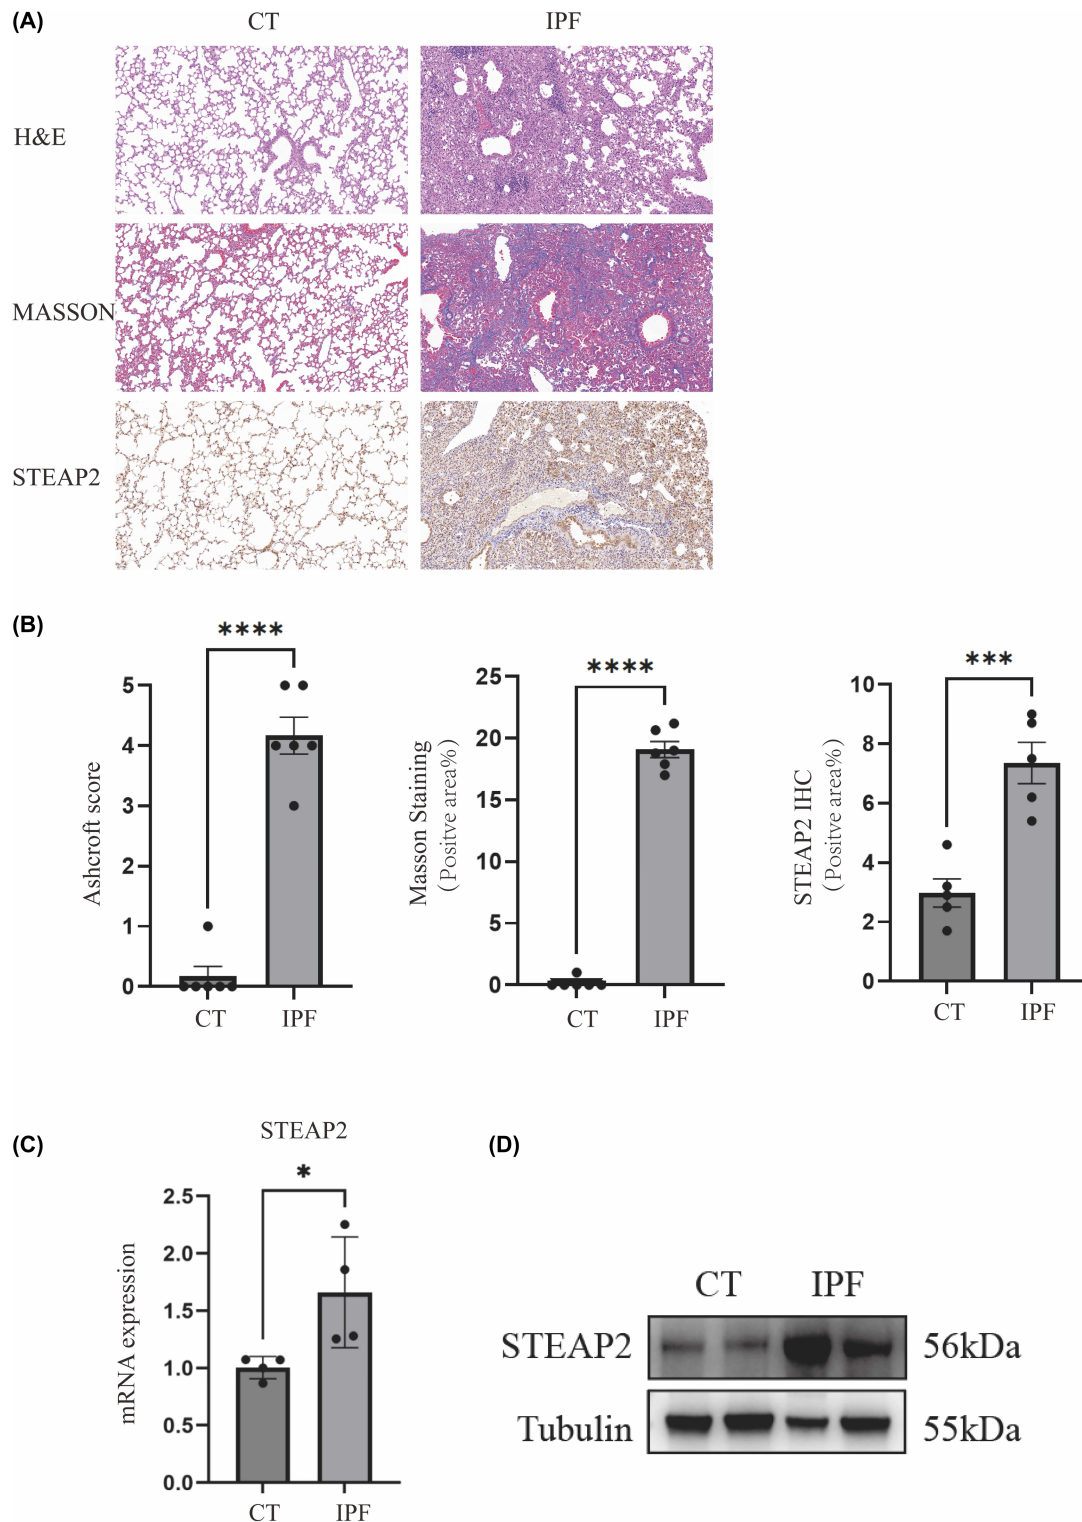 (A)
CT
IPF
H&E
MASSON
STEAP2
(B)
****
Ashcroft score
5
4
3
2
1
0
CT
IPF
****
Masson Staining
(Positve area%)
25
20
15
10
5
0
CT
IPF
***
STEAP2 IHC
(Positve area%)
10
8
6
4
2
0
CT
IPF
(C)
STEAP2
*
mRNA expression
2.5
2.0
1.5
1.0
0.5
0.0
CT
IPF
(D)
CT
IPF
STEAP2
56kDa
Tubulin
55kDa